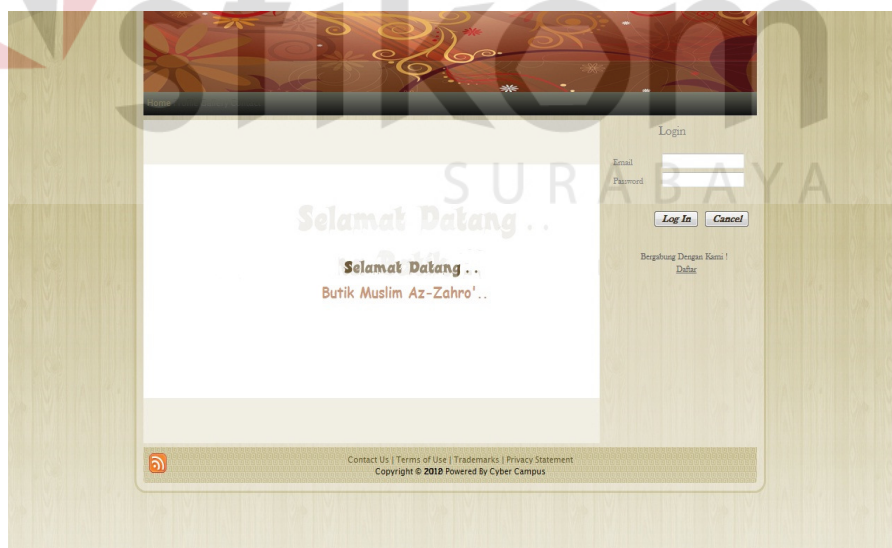 stikom
SURABAYA
Home
Login
Email
Password
Log In Cancel
Bergabung Dengan Kami !
Daftar
Selamat Datang . .
Selamat Datang . .
Butik Muslim Az-Zahro'. .
Contact Us | Terms of Use | Trademarks | Privacy Statement
Copyright © 2012 Powered By Cyber Campus